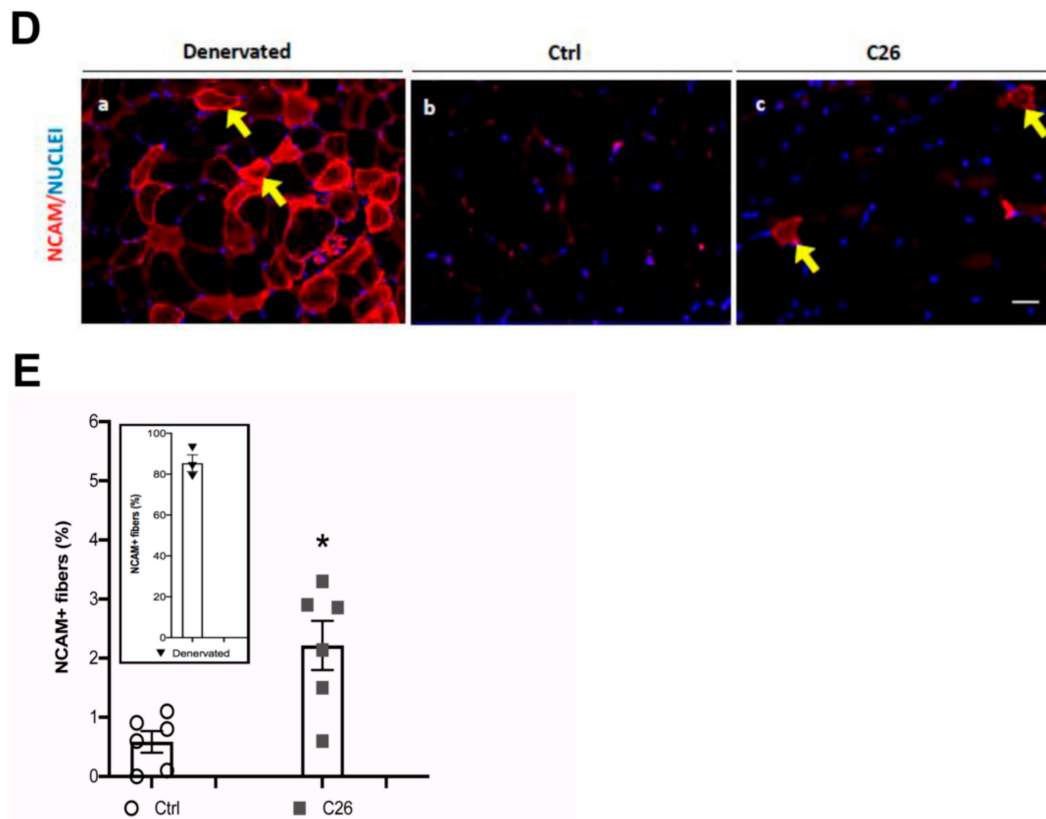 D
Denervated Ctrl C26
NCAM/NUCLEI
a b c
E
NCAM+ fibers (%)
6
5
4
3
2
1
0
NCAM+ fibers (%)
100
80
60
40
20
0
Denervated
*
Ctrl C26